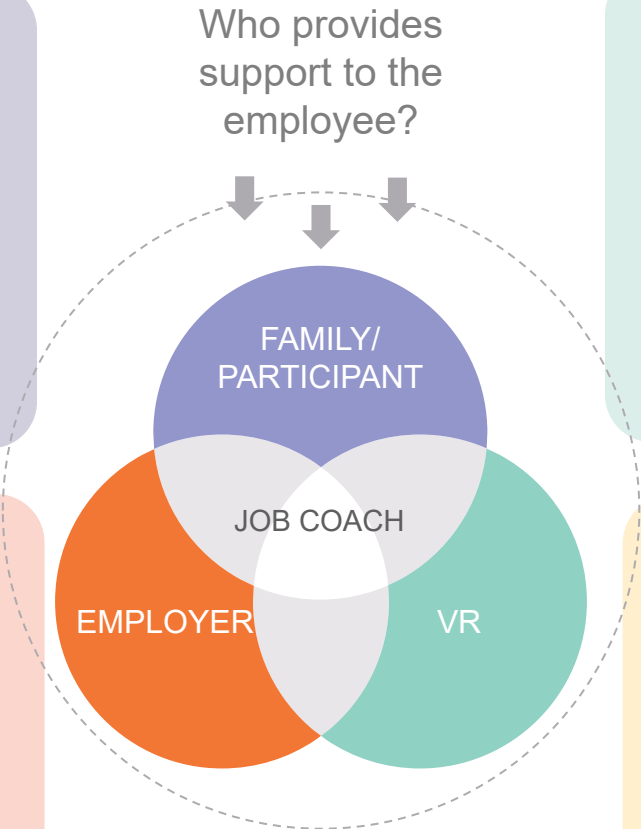 Who provides
support to the
employee?
FAMILY/
PARTICIPANT
JOB COACH
EMPLOYER
VR